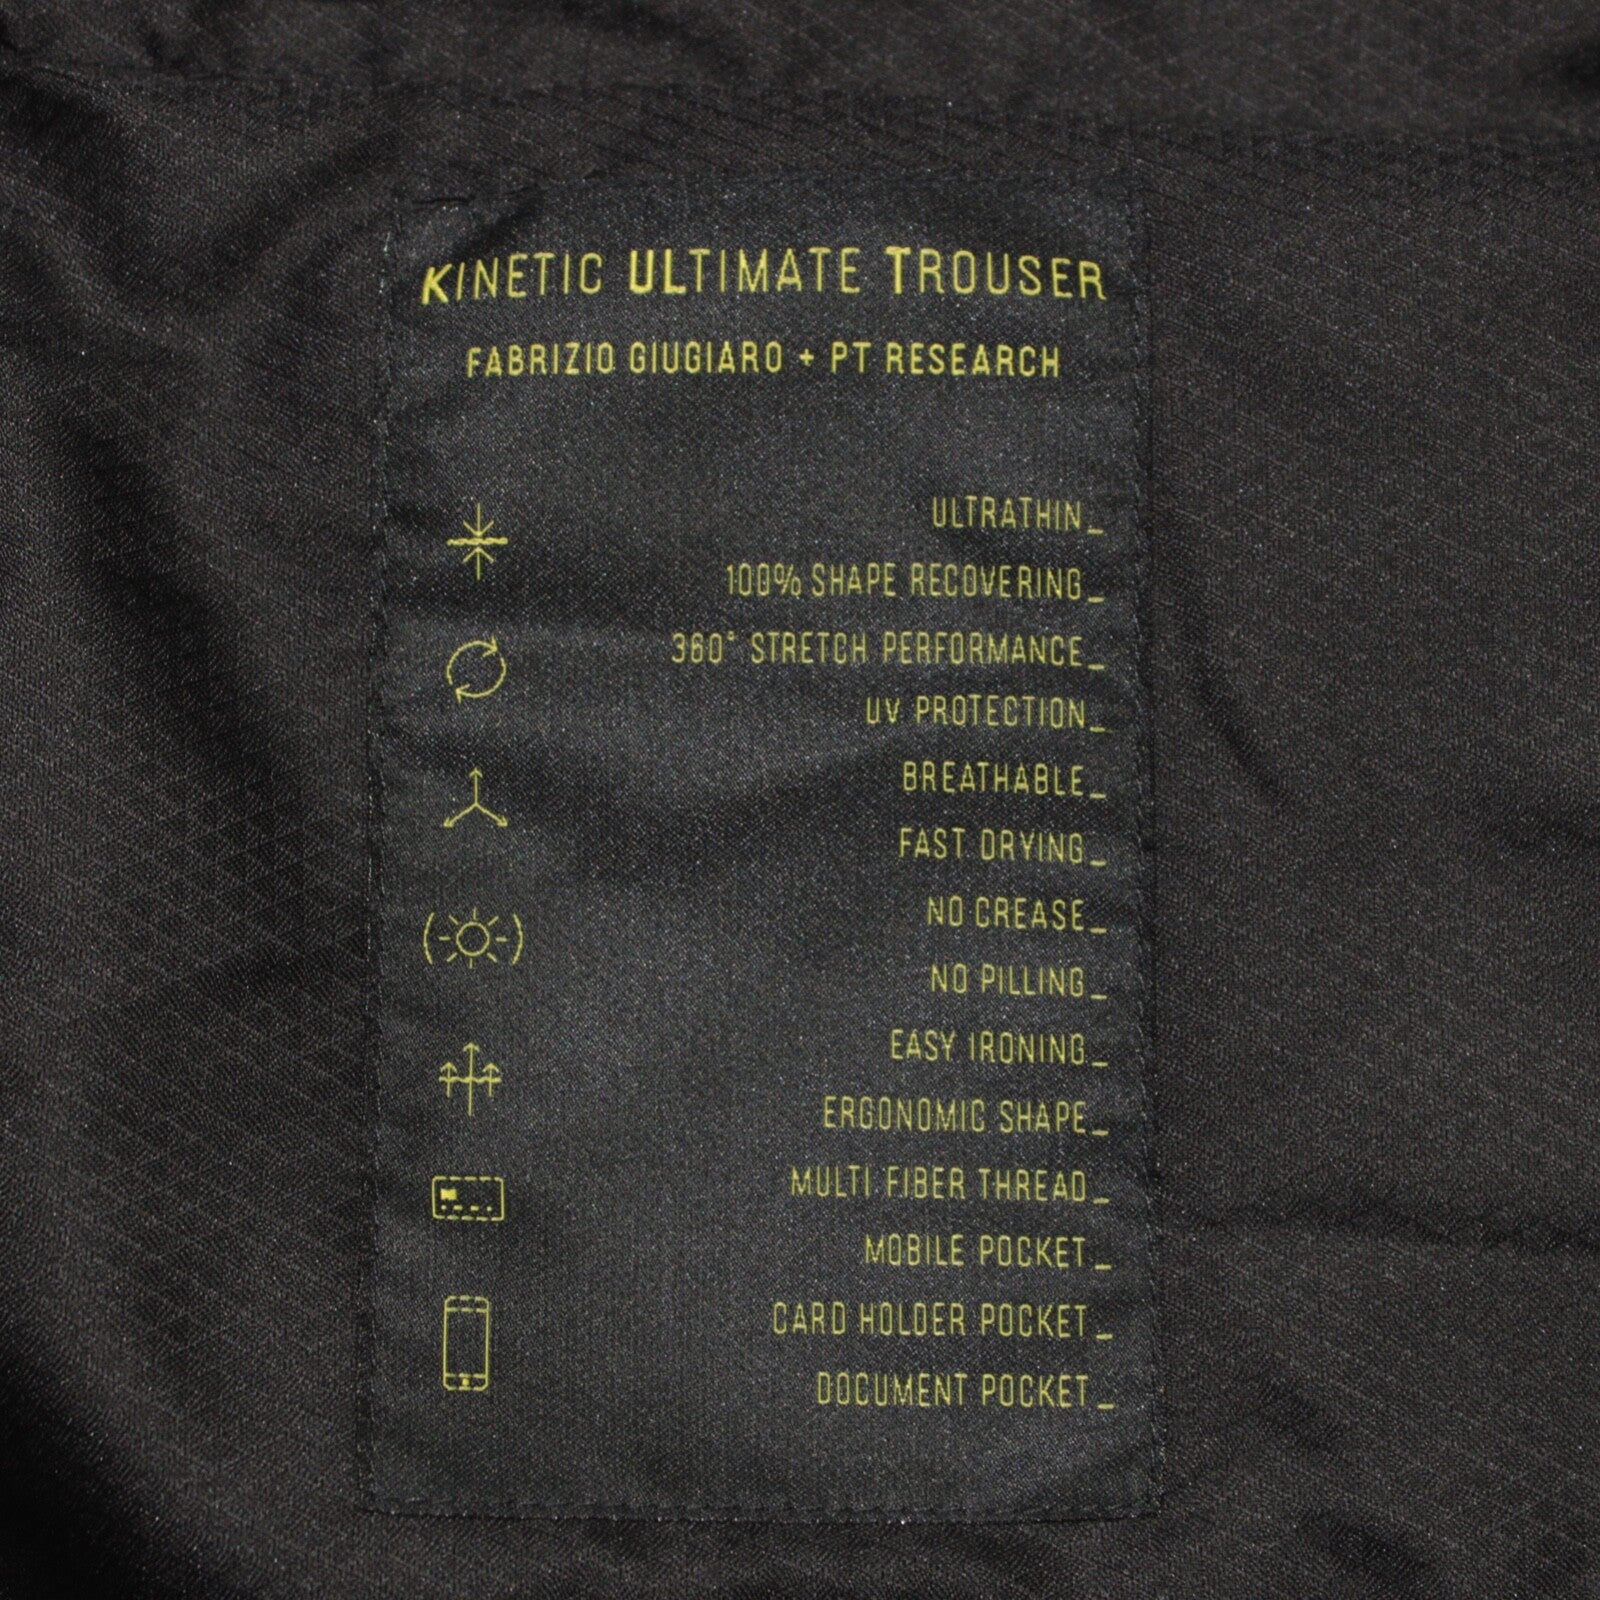 KINETIC ULTIMATE TROUSER
FABRIZIO GIUGIARO + PT RESEARCH
ULTRATHIN_
100% SHAPE RECOVERING_
360° STRETCH PERFORMANCE_
UV PROTECTION_
BREATHABLE_
FAST DRYING_
NO CREASE_
NO PILLING_
EASY IRONING_
ERGONOMIC SHAPE_
MULTI FIBER THREAD_
MOBILE POCKET_
CARD HOLDER POCKET_
DOCUMENT POCKET_